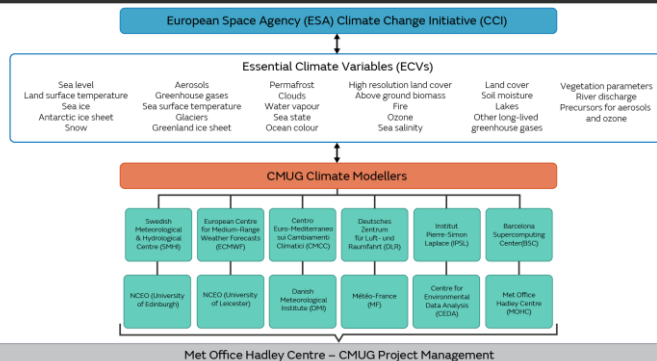 European Space Agency (ESA) Climate Change Initiative (CCI)
Essential Climate Variables (ECVs)
Sea level
Land surface temperature
Sea ice
Antarctic ice sheet
Snow
Aerosols
Greenhouse gases
Sea surface temperature
Glaciers
Greenland ice sheet
Permafrost
Clouds
Water vapour
Sea state
Ocean colour
High resolution land cover
Above ground biomass
Fire
Ozone
Sea salinity
Land cover
Soil moisture
Lakes
Other long-lived
greenhouse gases
Vegetation parameters
River discharge
Precursors for aerosols
and ozone
CMUG Climate Modellers
Swedish
Meteorological
& Hydrological
Centre (SMHI)
European Centre
for Medium-Range
Weather Forecasts
(ECMWF)
Centro
Euro-Mediterraneo
sui Cambiamenti
Climatici (CMCC)
Deutsches
Zentrum
für Luft- und
Raumfahrt (DLR)
Institut
Pierre-Simon
Laplace (IPSL)
Barcelona
Supercomputing
Center(BSC)
NCEO (University
of Edinburgh)
NCEO (University
of Leicester)
Danish
Meteorological
Institute (DMI)
Météo-France
(MF)
Centre for
Environmental
Data Analysis
(CEDA)
Met Office
Hadley Centre
(MOHC)
Met Office Hadley Centre – CMUG Project Management